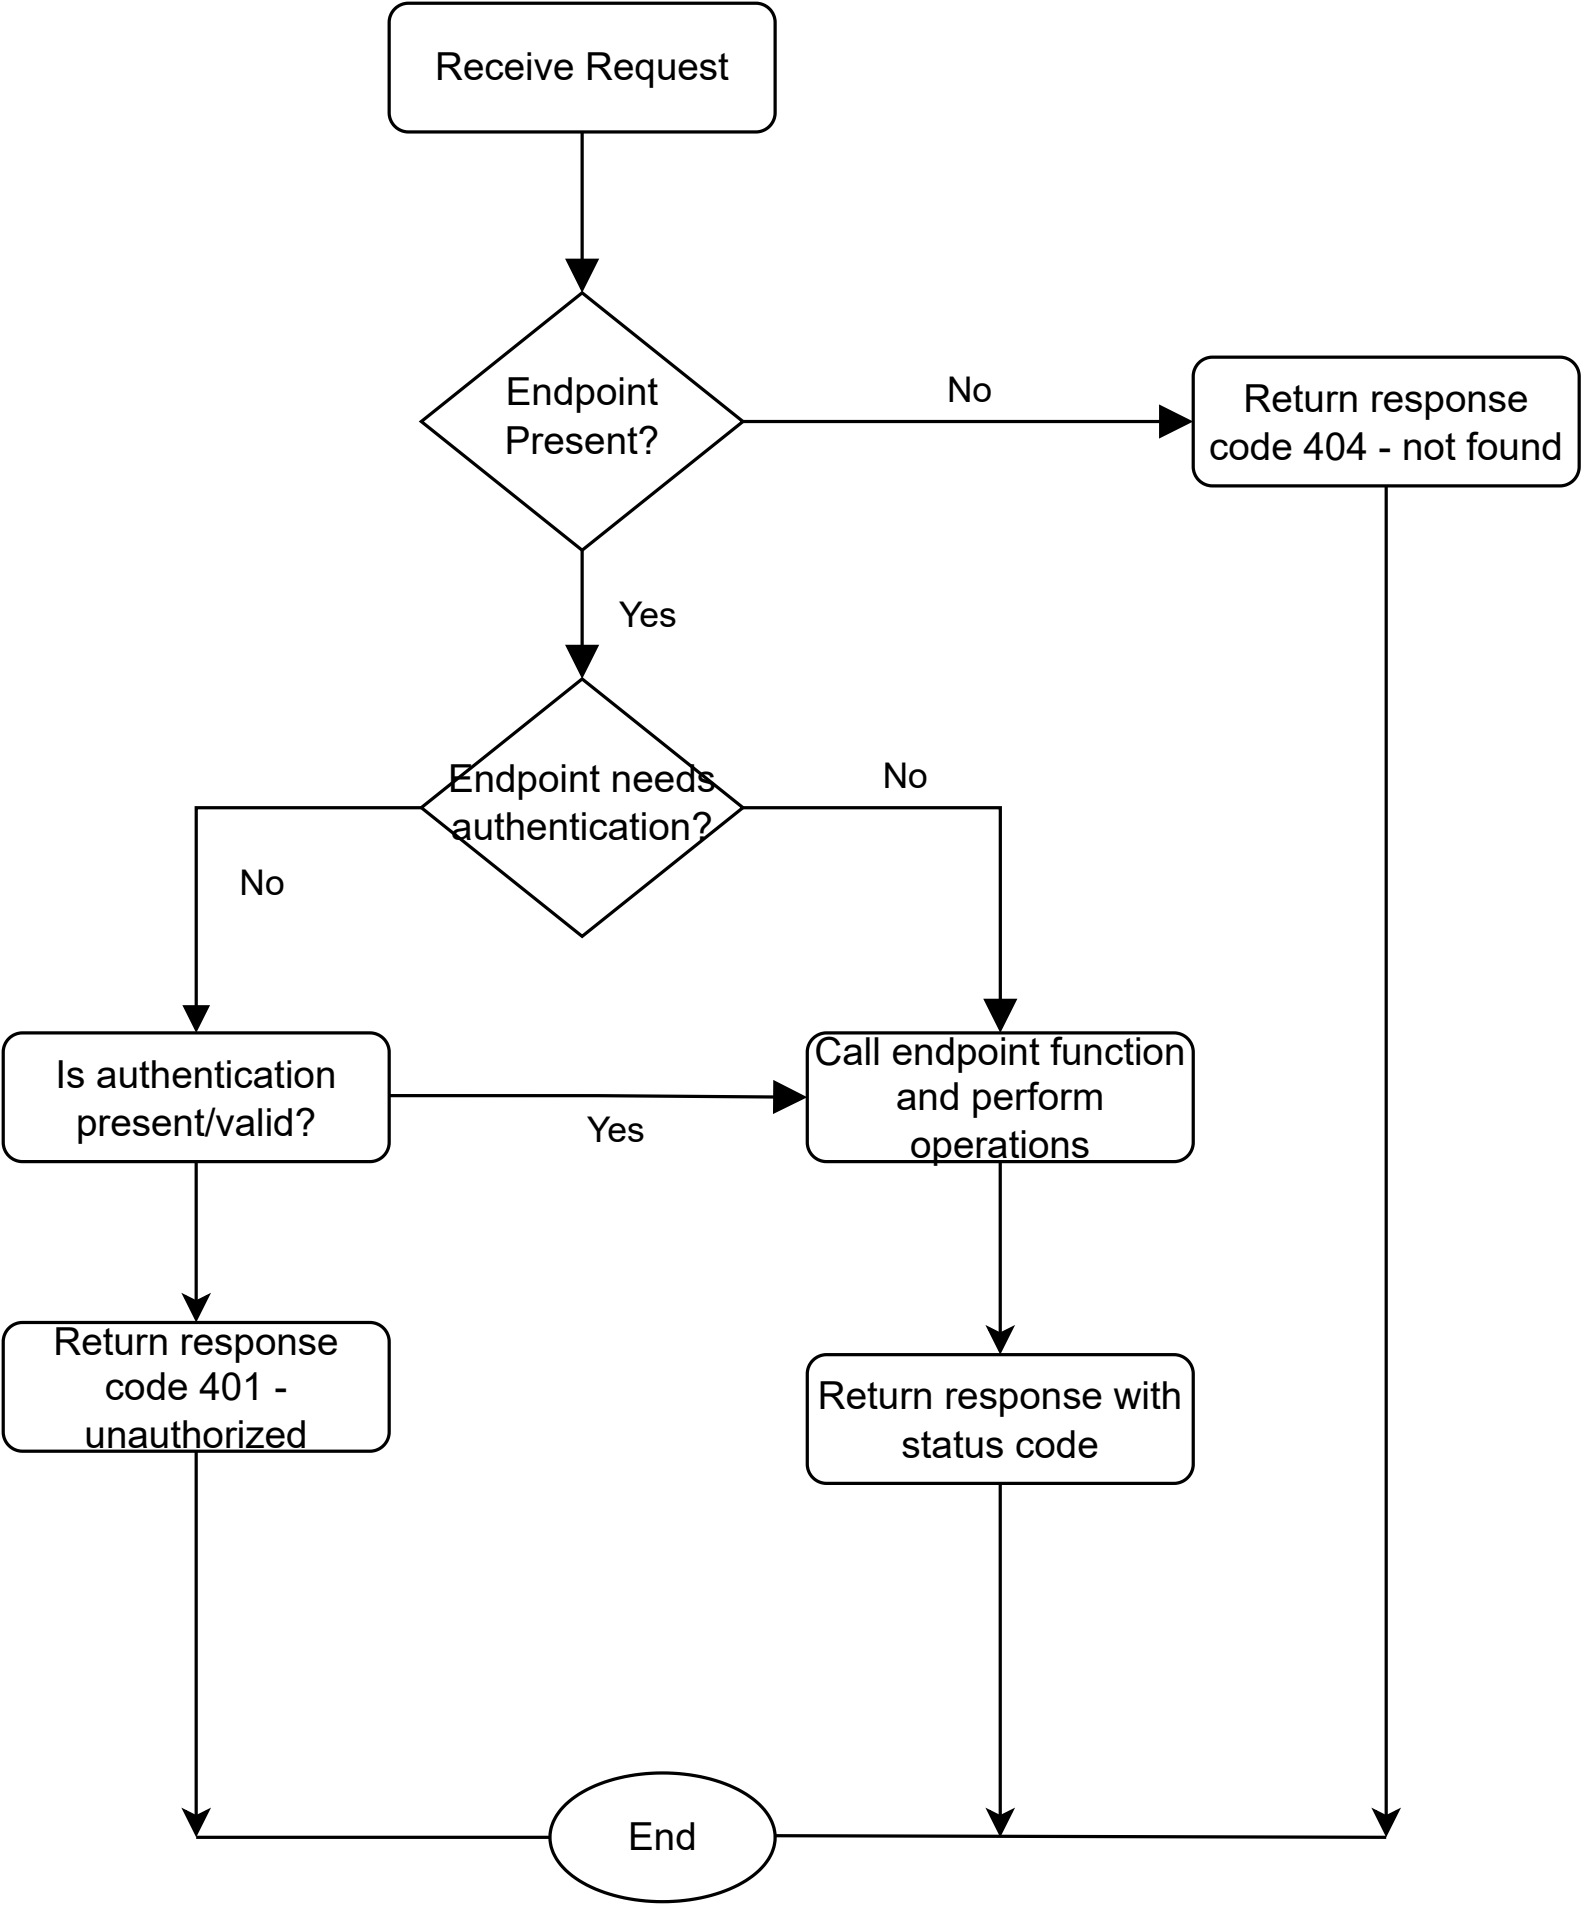 Receive Request
Endpoint
Present?
No
Return response
code 404 - not found
Yes
Endpoint needs
authentication?
No
No
Is authentication
present/valid?
Yes
Call endpoint function
and perform
operations
Return response
code 401 -
unauthorized
Return response with
status code
End